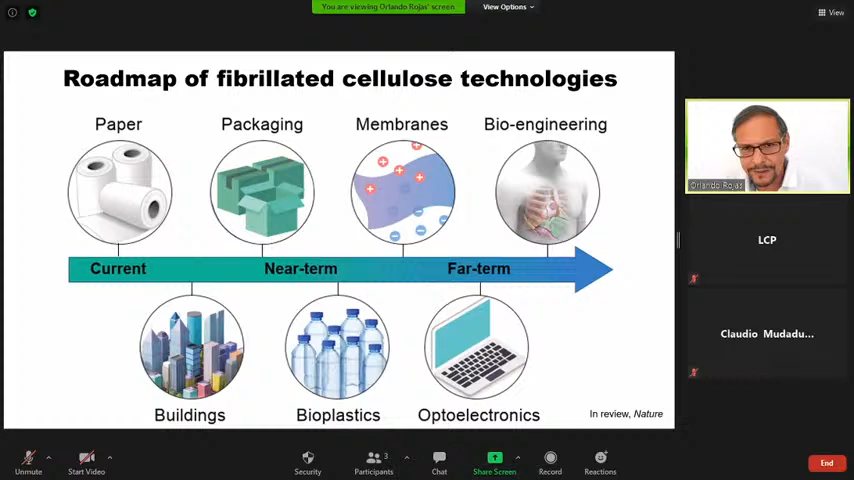 You are viewing Orlando Rojas' screen
View Options
View
Roadmap of fibrillated cellulose technologies
Paper
Packaging
Membranes
Bio-engineering
Current
Near-term
Far-term
Buildings
Bioplastics
Optoelectronics
In review, Nature
Orlando Rojas
LCP
Claudio Mudadu...
Unmute
Start Video
Security
Participants
3
Chat
Share Screen
Record
Reactions
End